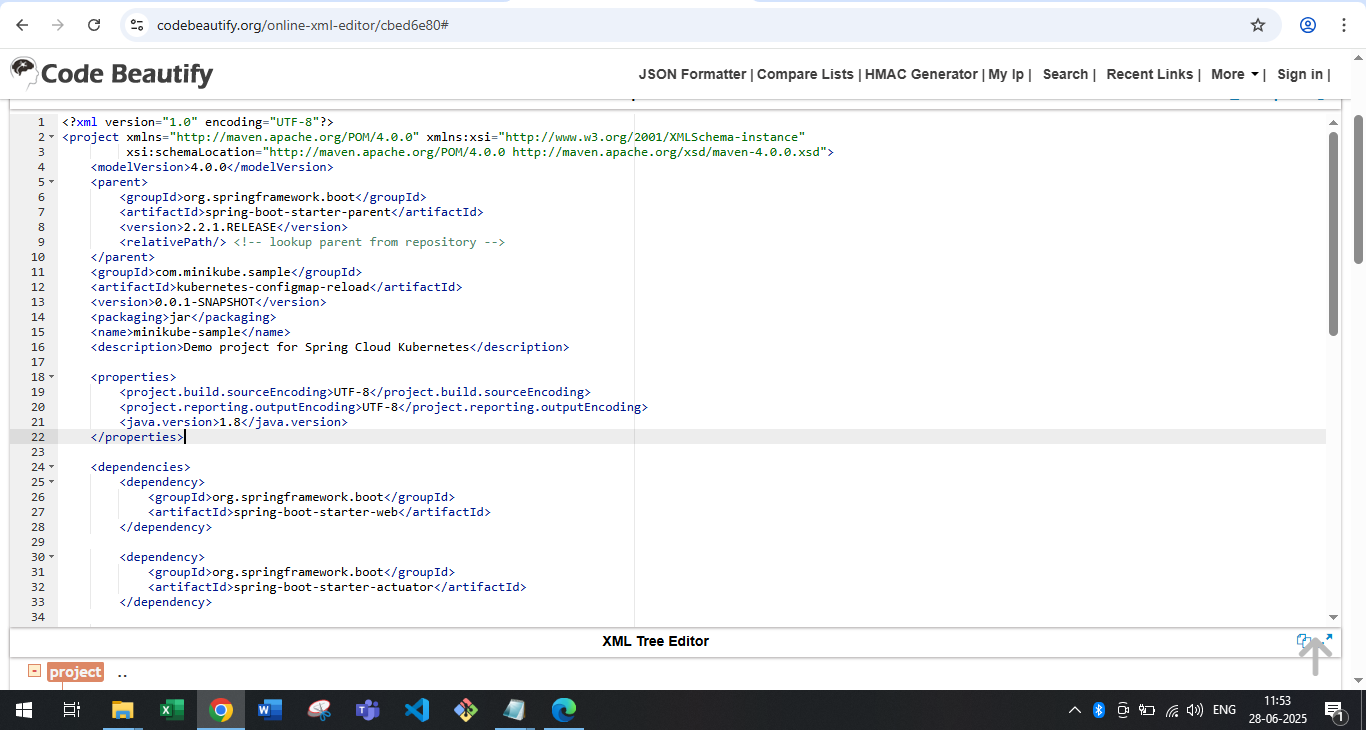 codebeautify.org/online-xml-editor/cbed6e80#
Code Beautify
JSON Formatter | Compare Lists | HMAC Generator | My Ip | Search | Recent Links | More | Sign in |
1 <?xml version="1.0" encoding="UTF-8"?>
2 <project xmlns="http://maven.apache.org/POM/4.0.0" xmlns:xsi="http://www.w3.org/2001/XMLSchema-instance"
3 xsi:schemaLocation="http://maven.apache.org/POM/4.0.0 http://maven.apache.org/xsd/maven-4.0.0.xsd">
4 <modelVersion>4.0.0</modelVersion>
5 <parent>
6 <groupId>org.springframework.boot</groupId>
7 <artifactId>spring-boot-starter-parent</artifactId>
8 <version>2.2.1.RELEASE</version>
9 <relativePath/> <!-- lookup parent from repository -->
10 </parent>
11 <groupId>com.minikube.sample</groupId>
12 <artifactId>kubernetes-configmap-reload</artifactId>
13 <version>0.0.1-SNAPSHOT</version>
14 <packaging>jar</packaging>
15 <name>minikube-sample</name>
16 <description>Demo project for Spring Cloud Kubernetes</description>
17
18 <properties>
19 <project.build.sourceEncoding>UTF-8</project.build.sourceEncoding>
20 <project.reporting.outputEncoding>UTF-8</project.reporting.outputEncoding>
21 <java.version>1.8</java.version>
22 </properties>
23
24 <dependencies>
25 <dependency>
26 <groupId>org.springframework.boot</groupId>
27 <artifactId>spring-boot-starter-web</artifactId>
28 </dependency>
29
30 <dependency>
31 <groupId>org.springframework.boot</groupId>
32 <artifactId>spring-boot-starter-actuator</artifactId>
33 </dependency>
34
XML Tree Editor
project ..
ENG
11:53
28-06-2025
1